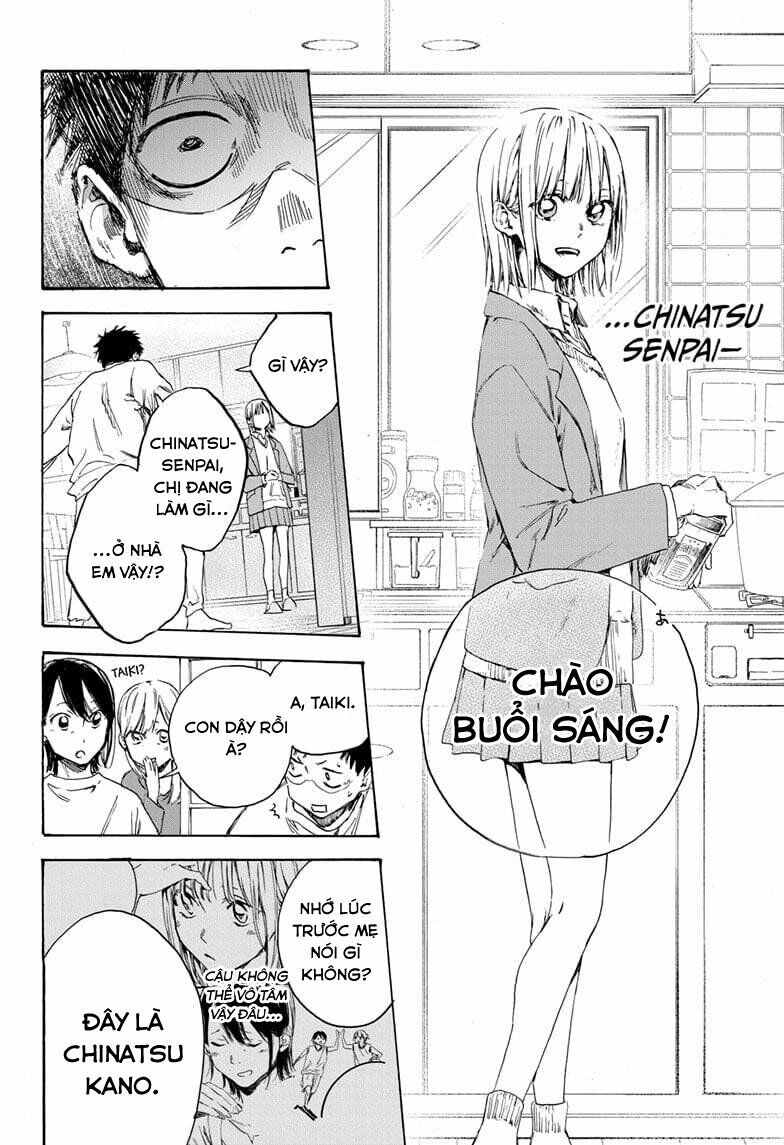 ...CHINATSU
SENPAI—
あ
CHÀO
BUỔI SÁNG!
GÌ VẬY?
CHINATSU-
SENPAI,
CHỊ ĐANG
LÀM GÌ...
...Ở NHÀ
EM VẬY!?
TAIKI?
A, TAIKI.
CON DẬY RỒI
À?
NHỚ LÚC
TRƯỚC MẸ
NÓI GÌ
KHÔNG?
CẬU KHÔNG
THỂ VÔ TÂM
VẬY ĐÂU...
ĐÂY LÀ
CHINATSU
KANO.